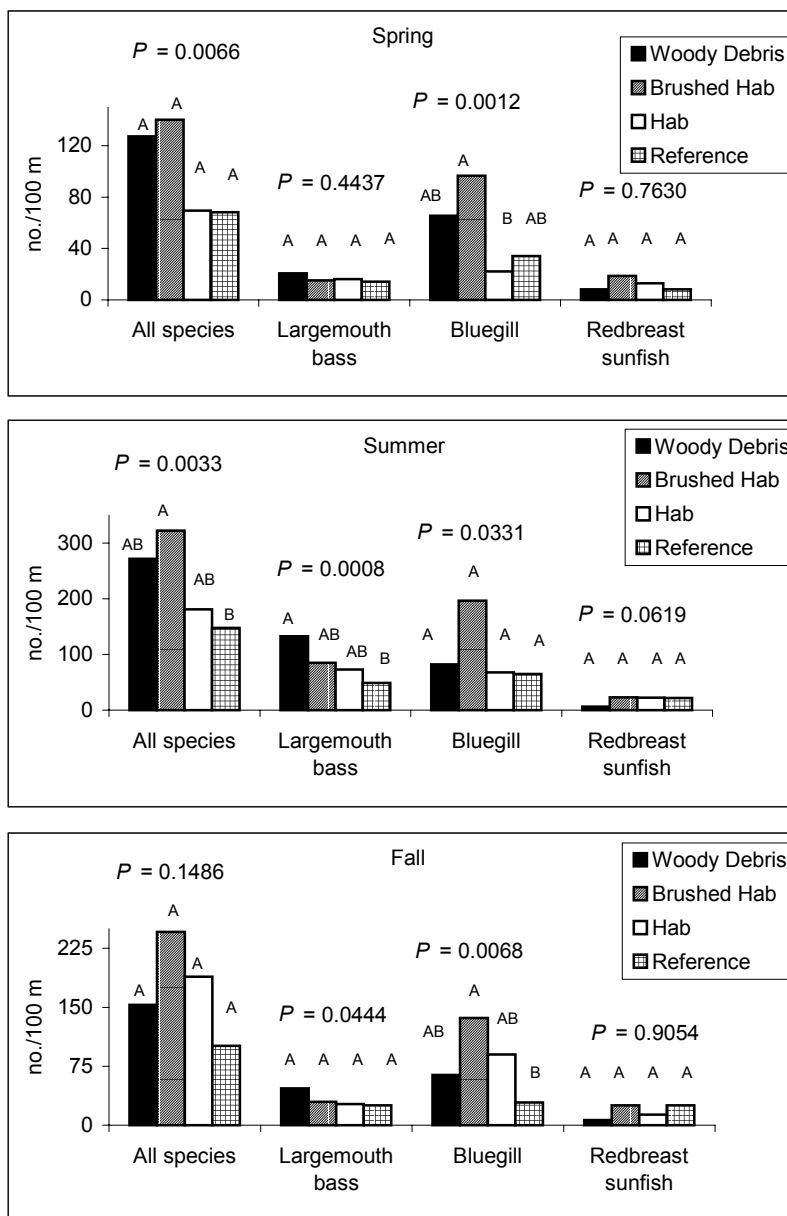 Spring
Woody Debris
Brushed Hab
Hab
Reference
P = 0.0066
P = 0.4437
P = 0.0012
P = 0.7630
A A A A
A A A A
AB A B AB
A A A A
no./100 m
120
80
40
0
All species
Largemouth bass
Bluegill
Redbreast sunfish
Summer
Woody Debris
Brushed Hab
Hab
Reference
P = 0.0033
P = 0.0008
P = 0.0331
P = 0.0619
AB A AB B
A AB AB B
A A A A
A A A A
no./100 m
300
200
100
0
All species
Largemouth bass
Bluegill
Redbreast sunfish
Fall
Woody Debris
Brushed Hab
Hab
Reference
P = 0.1486
P = 0.0444
P = 0.0068
P = 0.9054
A A A A
A A A A
AB A AB B
A A A A
no./100 m
225
150
75
0
All species
Largemouth bass
Bluegill
Redbreast sunfish